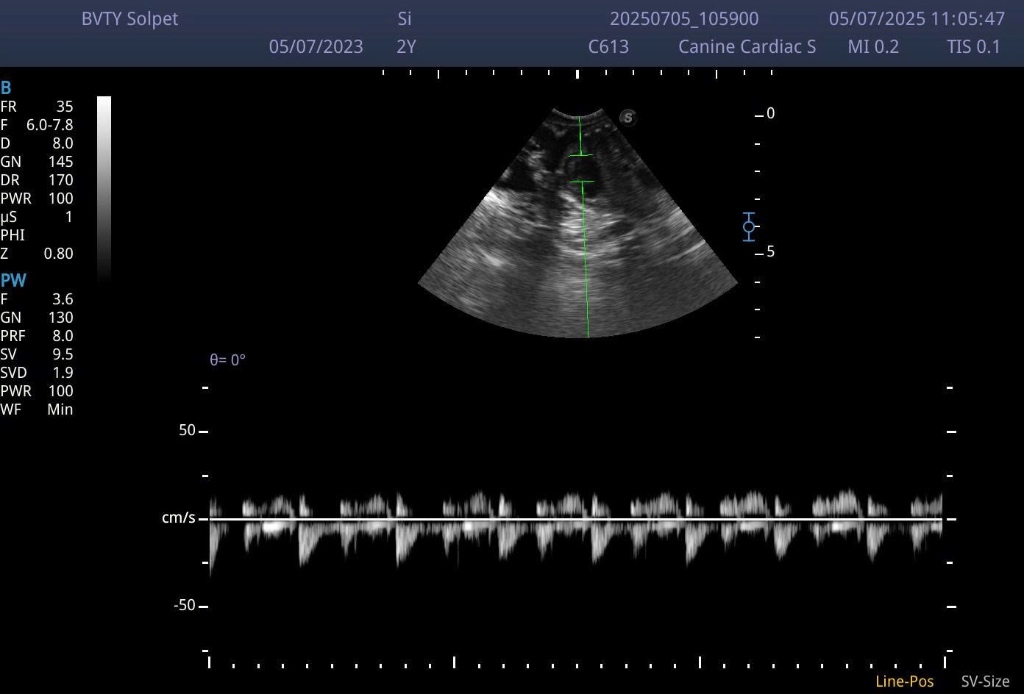 BVTY Solpet Si 20250705_105900 05/07/2025 11:05:47
05/07/2023 2Y C613 Canine Cardiac S MI 0.2 TIS 0.1
B
FR 35
F 6.0-7.8
D 8.0
GN 145
DR 170
PWR 100
µS 1
PHI
Z 0.80
PW
F 3.6
GN 130
PRF 8.0
SV 9.5
SVD 1.9
PWR 100
WF Min
S
0
5
θ= 0°
50
cm/s
-50
Line-Pos SV-Size